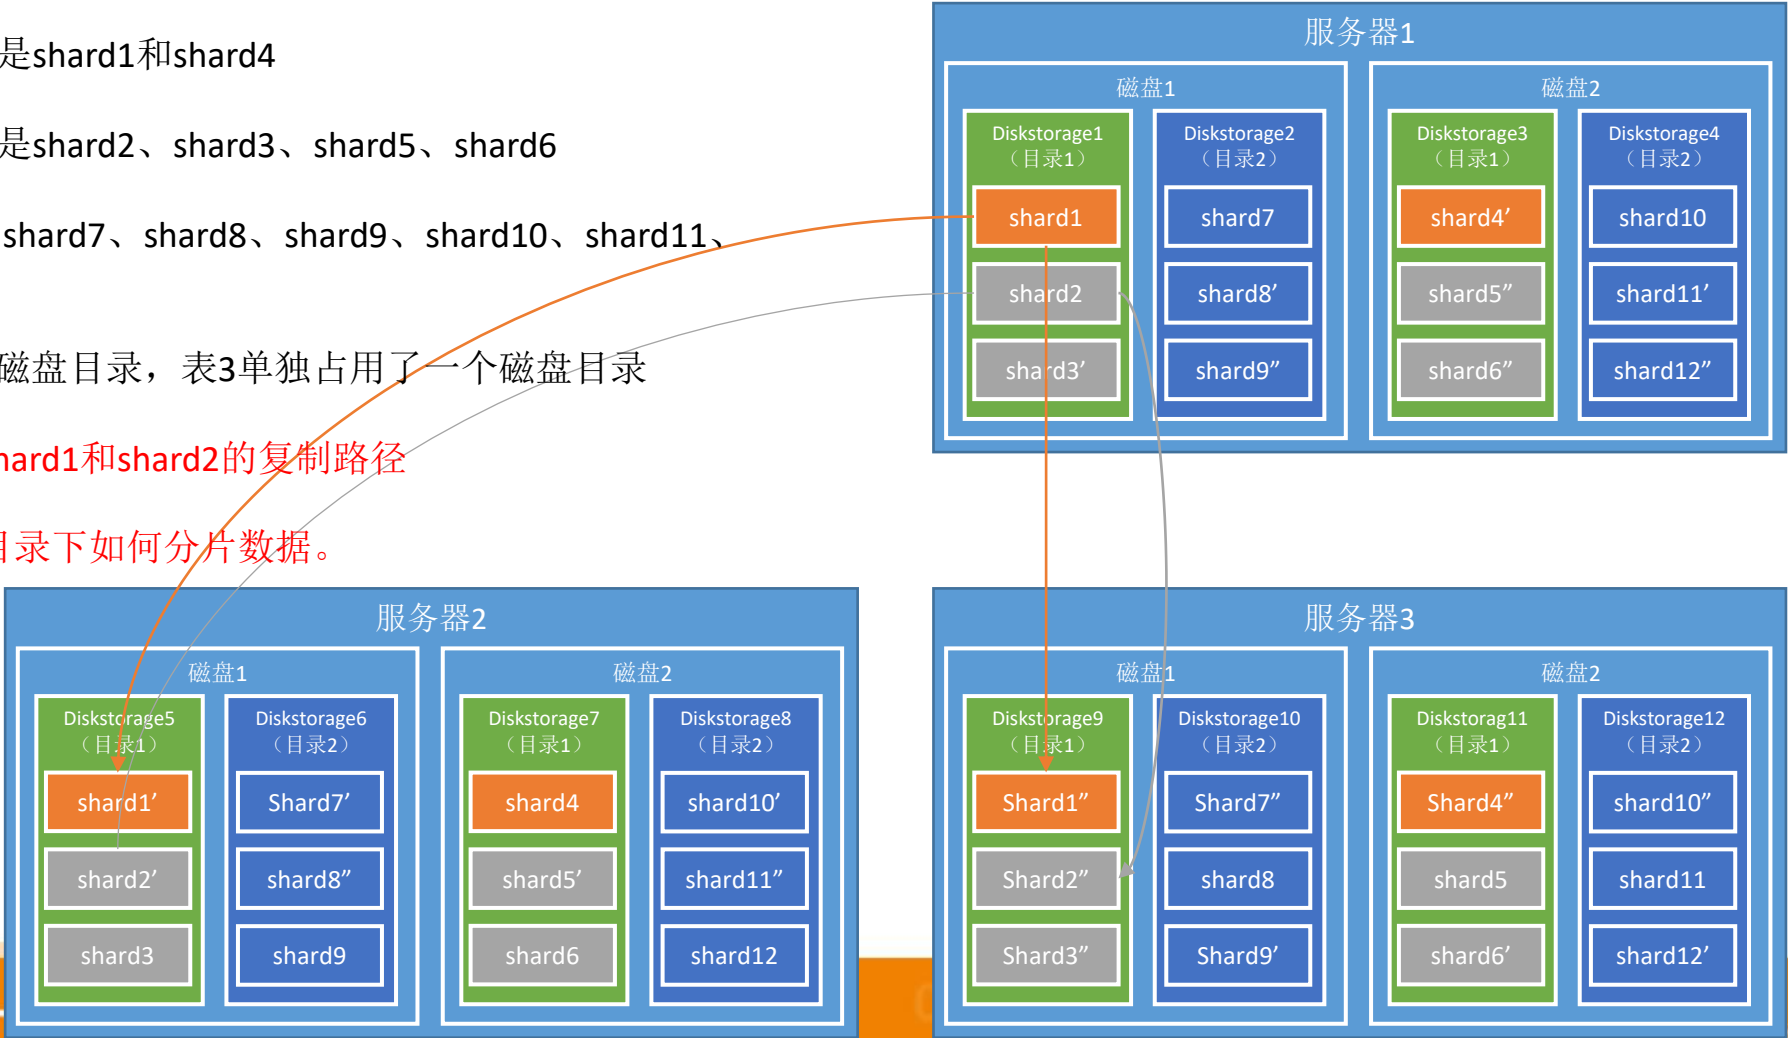 是shard1和shard4
是shard2、shard3、shard5、shard6
shard7、shard8、shard9、shard10、shard11、
磁盘目录，表3单独占用了一个磁盘目录
hard1和shard2的复制路径
目录下如何分片数据。
服务器1
磁盘1
Diskstorage1
（目录1）
shard1
shard2
shard3’
Diskstorage2
（目录2）
shard7
shard8’
shard9”
磁盘2
Diskstorage3
（目录1）
shard4’
shard5”
shard6”
Diskstorage4
（目录2）
shard10
shard11’
shard12”
服务器2
磁盘1
Diskstorage5
（目录1）
shard1’
shard2’
shard3
Diskstorage6
（目录2）
Shard7’
shard8”
shard9
磁盘2
Diskstorage7
（目录1）
shard4
shard5’
shard6
Diskstorage8
（目录2）
shard10’
shard11”
shard12
服务器3
磁盘1
Diskstorage9
（目录1）
Shard1”
Shard2”
Shard3”
Diskstorage10
（目录2）
Shard7”
shard8
Shard9’
磁盘2
Diskstorag11
（目录1）
Shard4”
shard5
shard6’
Diskstorage12
（目录2）
shard10”
shard11
shard12’